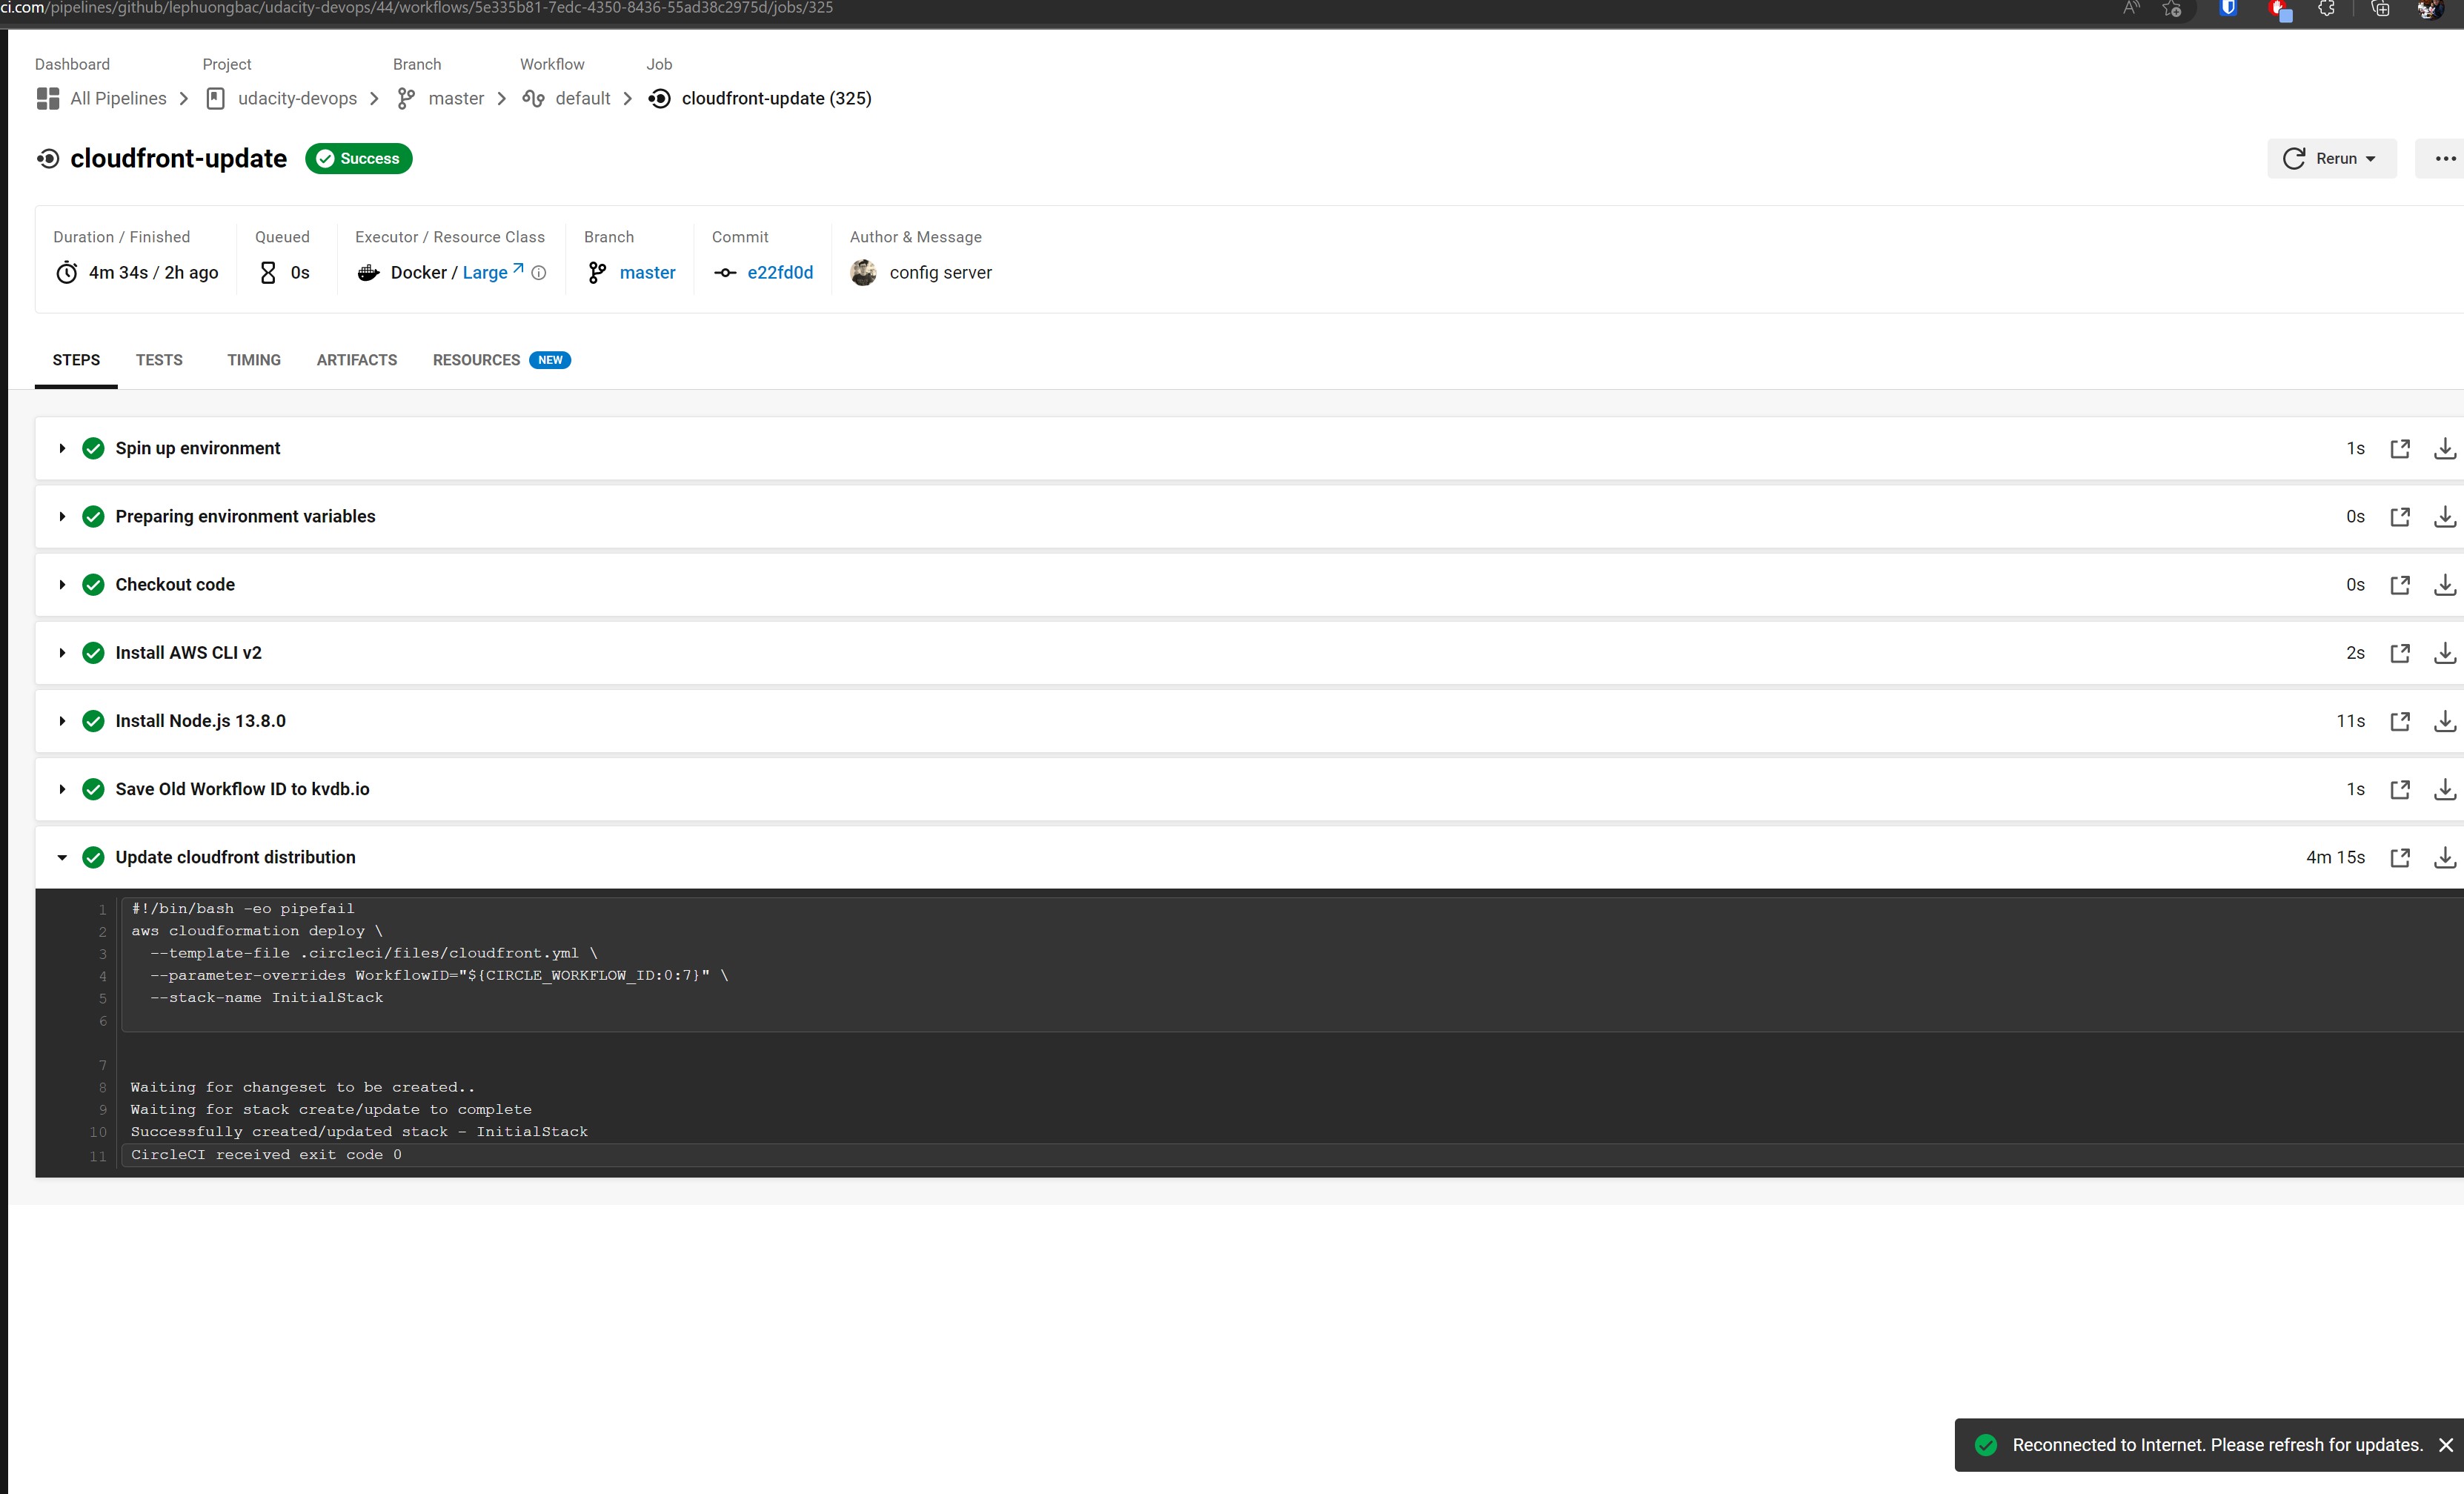 ci.com/pipelines/github/lephuongbac/udacity-devops/44/workflows/5e335b81-7edc-4350-8436-55ad38c2975d/jobs/325
Dashboard Project Branch Workflow Job
All Pipelines udacity-devops master default cloudfront-update (325)
cloudfront-update Success Rerun
Duration / Finished Queued Executor / Resource Class Branch Commit Author & Message
4m 34s / 2h ago 0s Docker / Large master e22fd0d config server
STEPS TESTS TIMING ARTIFACTS RESOURCES NEW
Spin up environment 1s
Preparing environment variables 0s
Checkout code 0s
Install AWS CLI v2 2s
Install Node.js 13.8.0 11s
Save Old Workflow ID to kvdb.io 1s
Update cloudfront distribution 4m 15s
1 #!/bin/bash -eo pipefail
2 aws cloudformation deploy \
3 --template-file .circleci/files/cloudfront.yml \
4 --parameter-overrides WorkflowID="${CIRCLE_WORKFLOW_ID:0:7}" \
5 --stack-name InitialStack
6
7
8 Waiting for changeset to be created..
9 Waiting for stack create/update to complete
10 Successfully created/updated stack - InitialStack
11 CircleCI received exit code 0
Reconnected to Internet. Please refresh for updates.